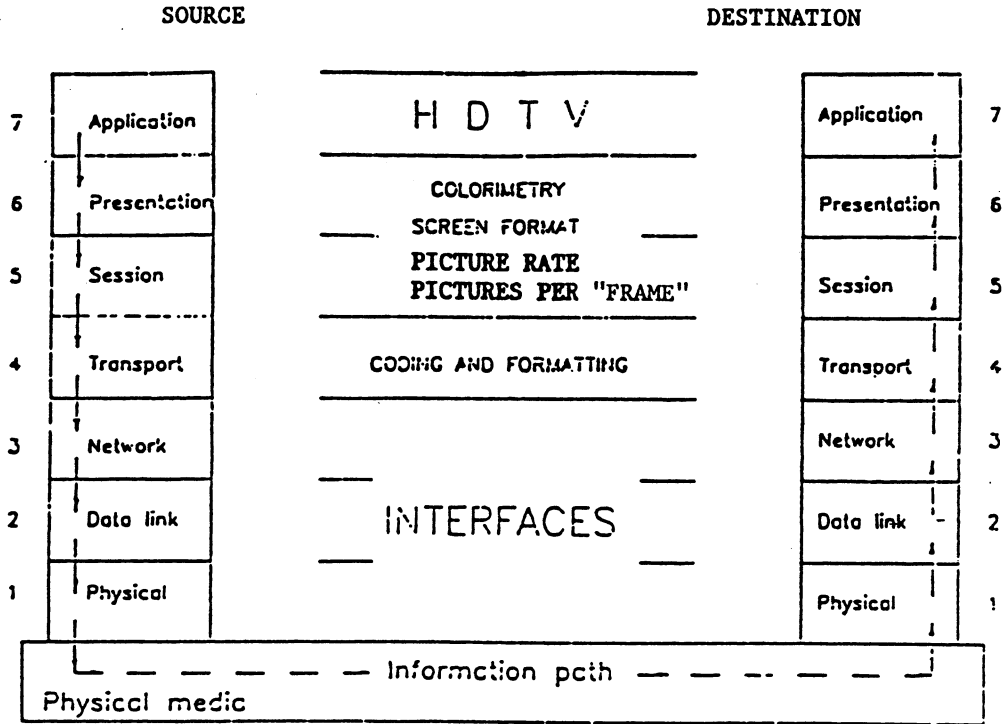 SOURCE DESTINATION
7 Application H D T V Application 7
6 Presentation COLORIMETRY Presentation 6
SCREEN FORMAT
5 Session PICTURE RATE Session 5
PICTURES PER "FRAME"
4 Transport CODING AND FORMATTING Transport 4
3 Network Network 3
2 Data link INTERFACES Data link 2
1 Physical Physical 1
Information path
Physical media